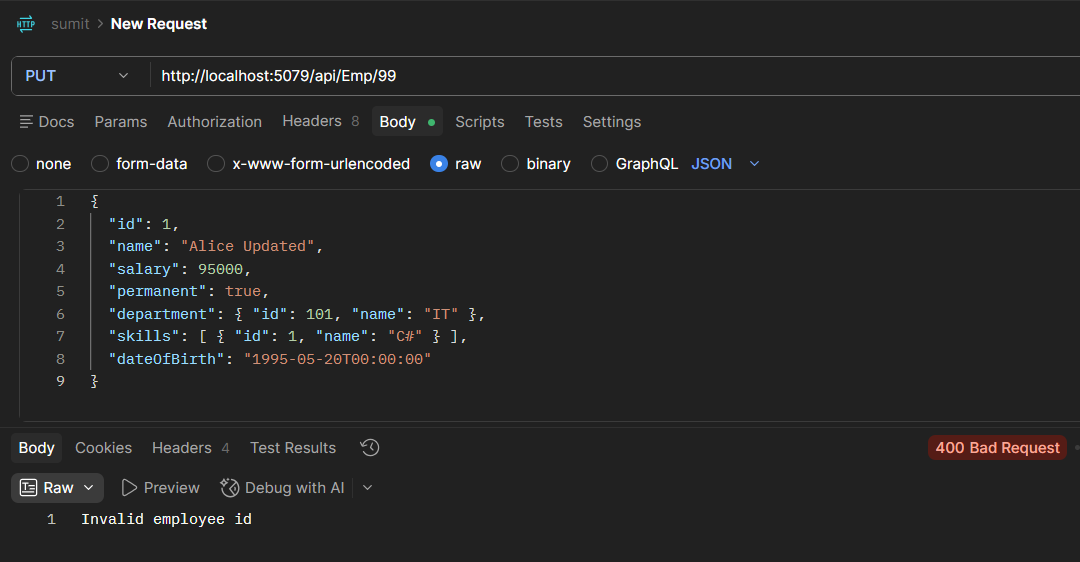 HTTP sumit > New Request
PUT http://localhost:5079/api/Emp/99
Docs Params Authorization Headers 8 Body Scripts Tests Settings
none form-data x-www-form-urlencoded raw binary GraphQL JSON
1 {
2 "id": 1,
3 "name": "Alice Updated",
4 "salary": 95000,
5 "permanent": true,
6 "department": { "id": 101, "name": "IT" },
7 "skills": [ { "id": 1, "name": "C#" } ],
8 "dateOfBirth": "1995-05-20T00:00:00"
9 }
Body Cookies Headers 4 Test Results 400 Bad Request
Raw Preview Debug with AI
1 Invalid employee id